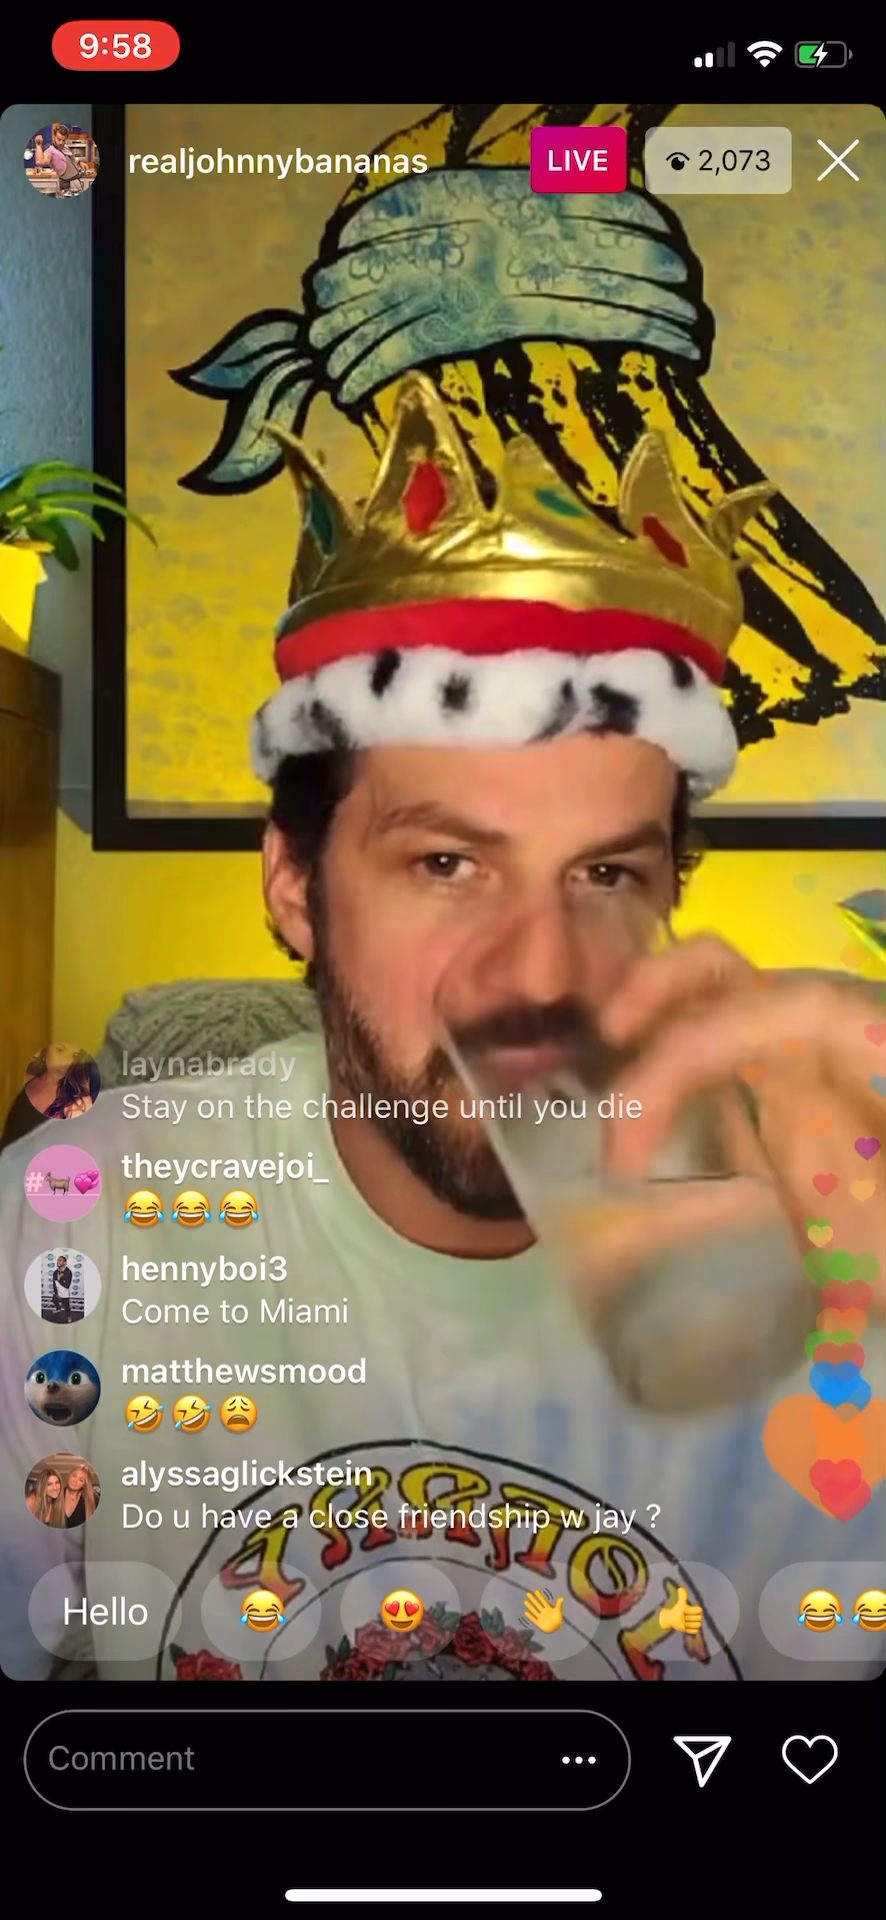 9:58
realjohnnybananas
LIVE
2,073
laynabrady
Stay on the challenge until you die
theycravejoi_
😂😂😂
hennyboi3
Come to Miami
matthewsmood
🤣🤣😩
alyssaglickstein
Do u have a close friendship w jay ?
Hello 😂 😍 👋 👍 😂😂
Comment